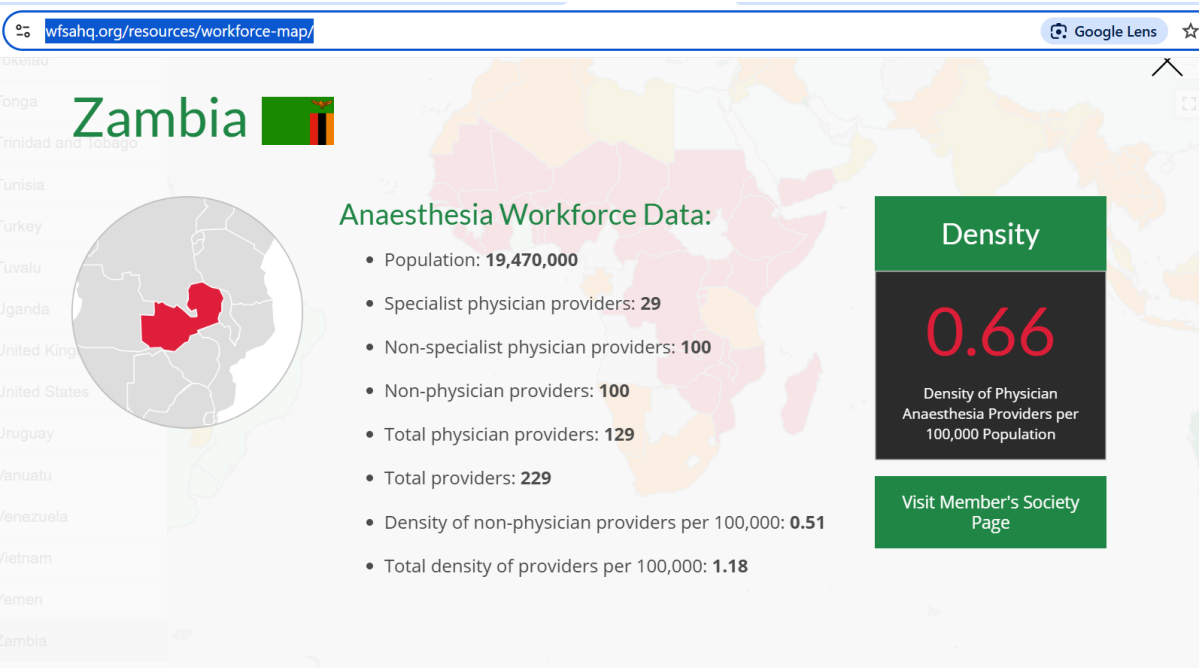 wfsahq.org/resources/workforce-map/
Google Lens
Tokelau
Tonga
Trinidad and Tobago
Tunisia
Turkey
Tuvalu
Uganda
United King
United States
Uruguay
Vanuatu
Venezuela
Vietnam
Yemen
Zambia
Zambia
Anaesthesia Workforce Data:
• Population: 19,470,000
• Specialist physician providers: 29
• Non-specialist physician providers: 100
• Non-physician providers: 100
• Total physician providers: 129
• Total providers: 229
• Density of non-physician providers per 100,000: 0.51
• Total density of providers per 100,000: 1.18
Density
0.66
Density of Physician
Anaesthesia Providers per
100,000 Population
Visit Member's Society
Page